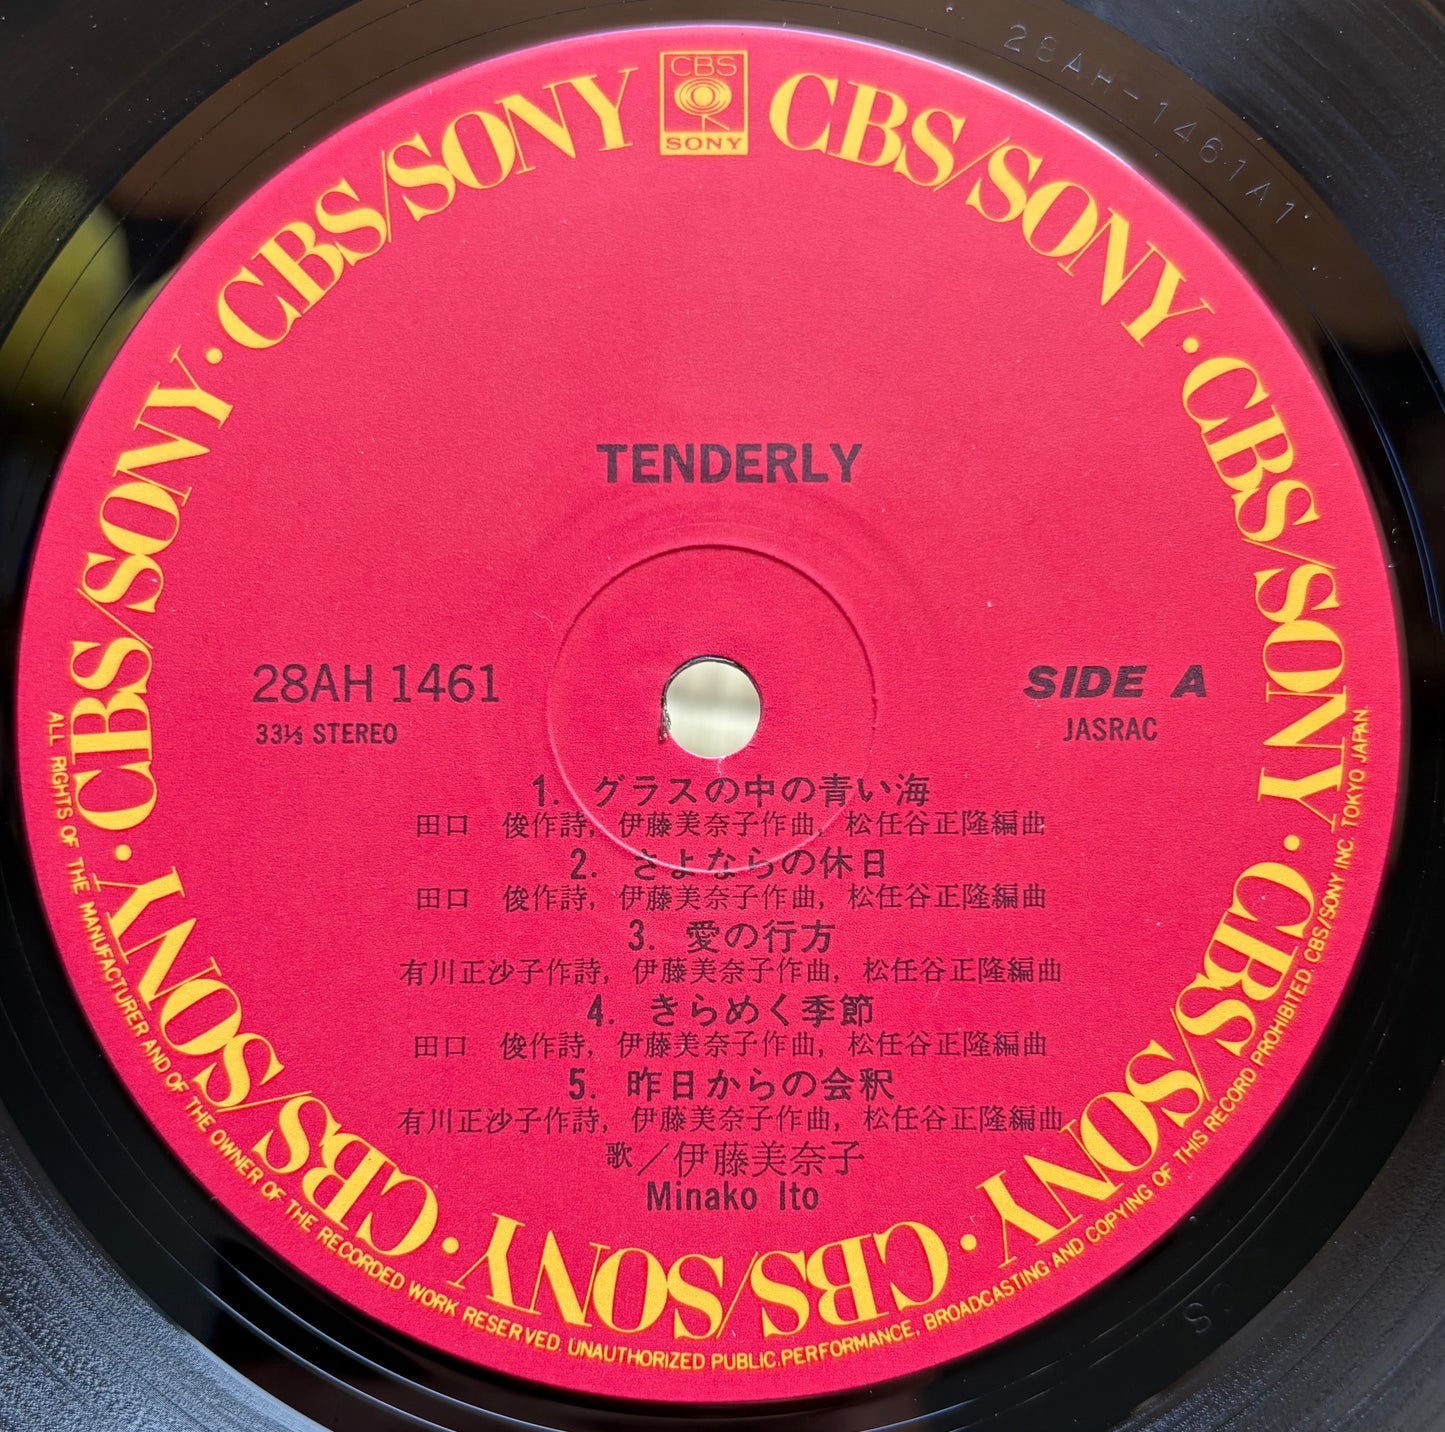 CBS
SONY
CBS/SONY · CBS/SONY · CBS/SONY · CBS/SONY · CBS/SONY · CBS/SONY · CBS/SONY · CBS/SONY · CBS/SONY
28AH-1461A1
TENDERLY
28AH 1461
33⅓ STEREO
SIDE A
JASRAC
1. グラスの中の青い海
田口 俊作詩, 伊藤美奈子作曲, 松任谷正隆編曲
2. さよならの休日
田口 俊作詩, 伊藤美奈子作曲, 松任谷正隆編曲
3. 愛の行方
有川正沙子作詩, 伊藤美奈子作曲, 松任谷正隆編曲
4. きらめく季節
田口 俊作詩, 伊藤美奈子作曲, 松任谷正隆編曲
5. 昨日からの会釈
有川正沙子作詩, 伊藤美奈子作曲, 松任谷正隆編曲
歌／伊藤美奈子
Minako Ito
ALL RIGHTS OF THE MANUFACTURER AND OF THE OWNER OF THE RECORDED WORK RESERVED. UNAUTHORIZED PUBLIC PERFORMANCE, BROADCASTING AND COPYING OF THIS RECORD PROHIBITED. CBS/SONY INC. TOKYO JAPAN.